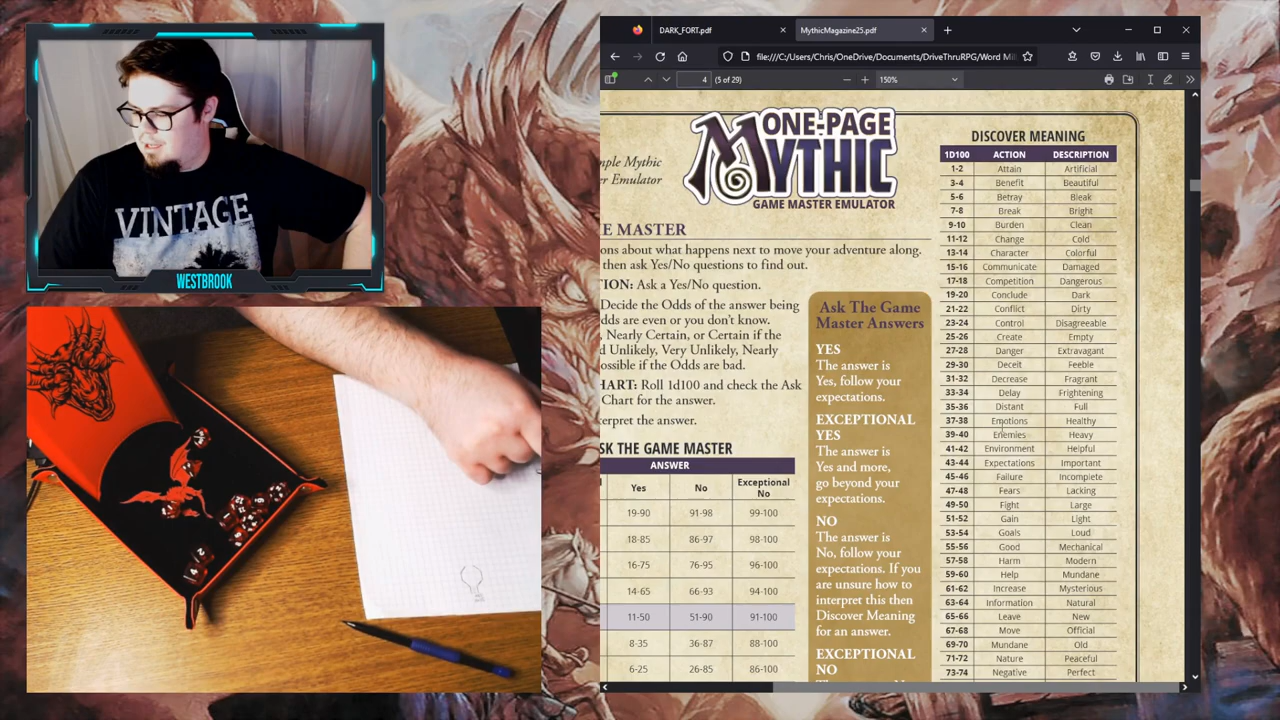 VINTAGE
WESTBROOK
DARK_FORT.pdf
MythicMagazine25.pdf
file:///C:/Users/Chris/OneDrive/Documents/DriveThruRPG/Word Mil
4
(5 of 29)
150%
ONE-PAGE
MYTHIC
GAME MASTER EMULATOR
mple Mythic
er Emulator
E MASTER
ons about what happens next to move your adventure along.
then ask Yes/No questions to find out.
TION: Ask a Yes/No question.
Decide the Odds of the answer being
dds are even or you don't know.
, Nearly Certain, or Certain if the
d Unlikely, Very Unlikely, Nearly
ossible if the Odds are bad.
HART: Roll 1d100 and check the Ask
Chart for the answer.
erpret the answer.
SK THE GAME MASTER
ANSWER
Yes No Exceptional No
19-90 91-98 99-100
18-85 86-97 98-100
16-75 76-95 96-100
14-65 66-93 94-100
11-50 51-90 91-100
8-35 36-87 88-100
6-25 26-85 86-100
Ask The Game
Master Answers
YES
The answer is
Yes, follow your
expectations.
EXCEPTIONAL
YES
The answer is
Yes and more,
go beyond your
expectations.
NO
The answer is
No, follow your
expectations. If you
are unsure how to
interpret this then
Discover Meaning
for an answer.
EXCEPTIONAL
NO
DISCOVER MEANING
1D100 ACTION DESCRIPTION
1-2 Attain Artificial
3-4 Benefit Beautiful
5-6 Betray Bleak
7-8 Break Bright
9-10 Burden Clean
11-12 Change Cold
13-14 Character Colorful
15-16 Communicate Damaged
17-18 Competition Dangerous
19-20 Conclude Dark
21-22 Conflict Dirty
23-24 Control Disagreeable
25-26 Create Empty
27-28 Danger Extravagant
29-30 Deceit Feeble
31-32 Decrease Fragrant
33-34 Delay Frightening
35-36 Distant Full
37-38 Emotions Healthy
39-40 Enemies Heavy
41-42 Environment Helpful
43-44 Expectations Important
45-46 Failure Incomplete
47-48 Fears Lacking
49-50 Fight Large
51-52 Gain Light
53-54 Goals Loud
55-56 Good Mechanical
57-58 Harm Modern
59-60 Help Mundane
61-62 Increase Mysterious
63-64 Information Natural
65-66 Leave New
67-68 Move Official
69-70 Mundane Old
71-72 Nature Peaceful
73-74 Negative Perfect